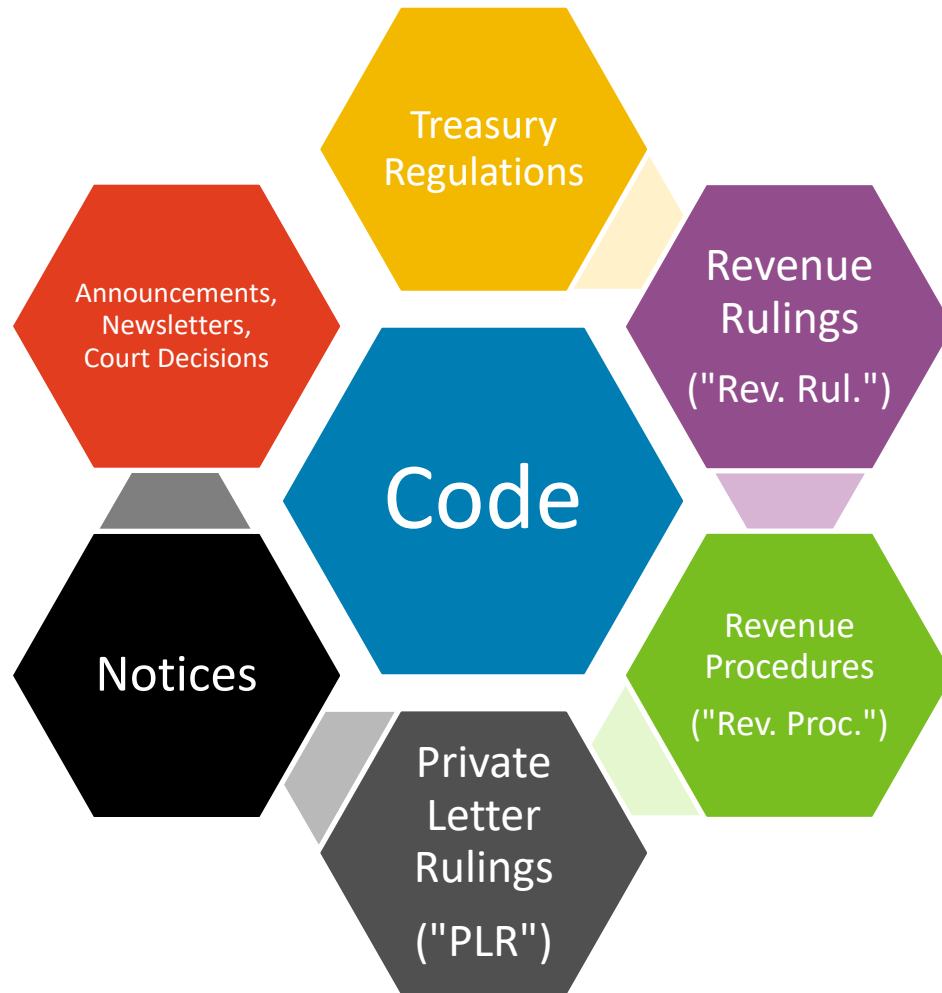 Treasury
Regulations
Revenue
Rulings
("Rev. Rul.")
Revenue
Procedures
("Rev. Proc.")
Private
Letter
Rulings
("PLR")
Notices
Announcements,
Newsletters,
Court Decisions
Code